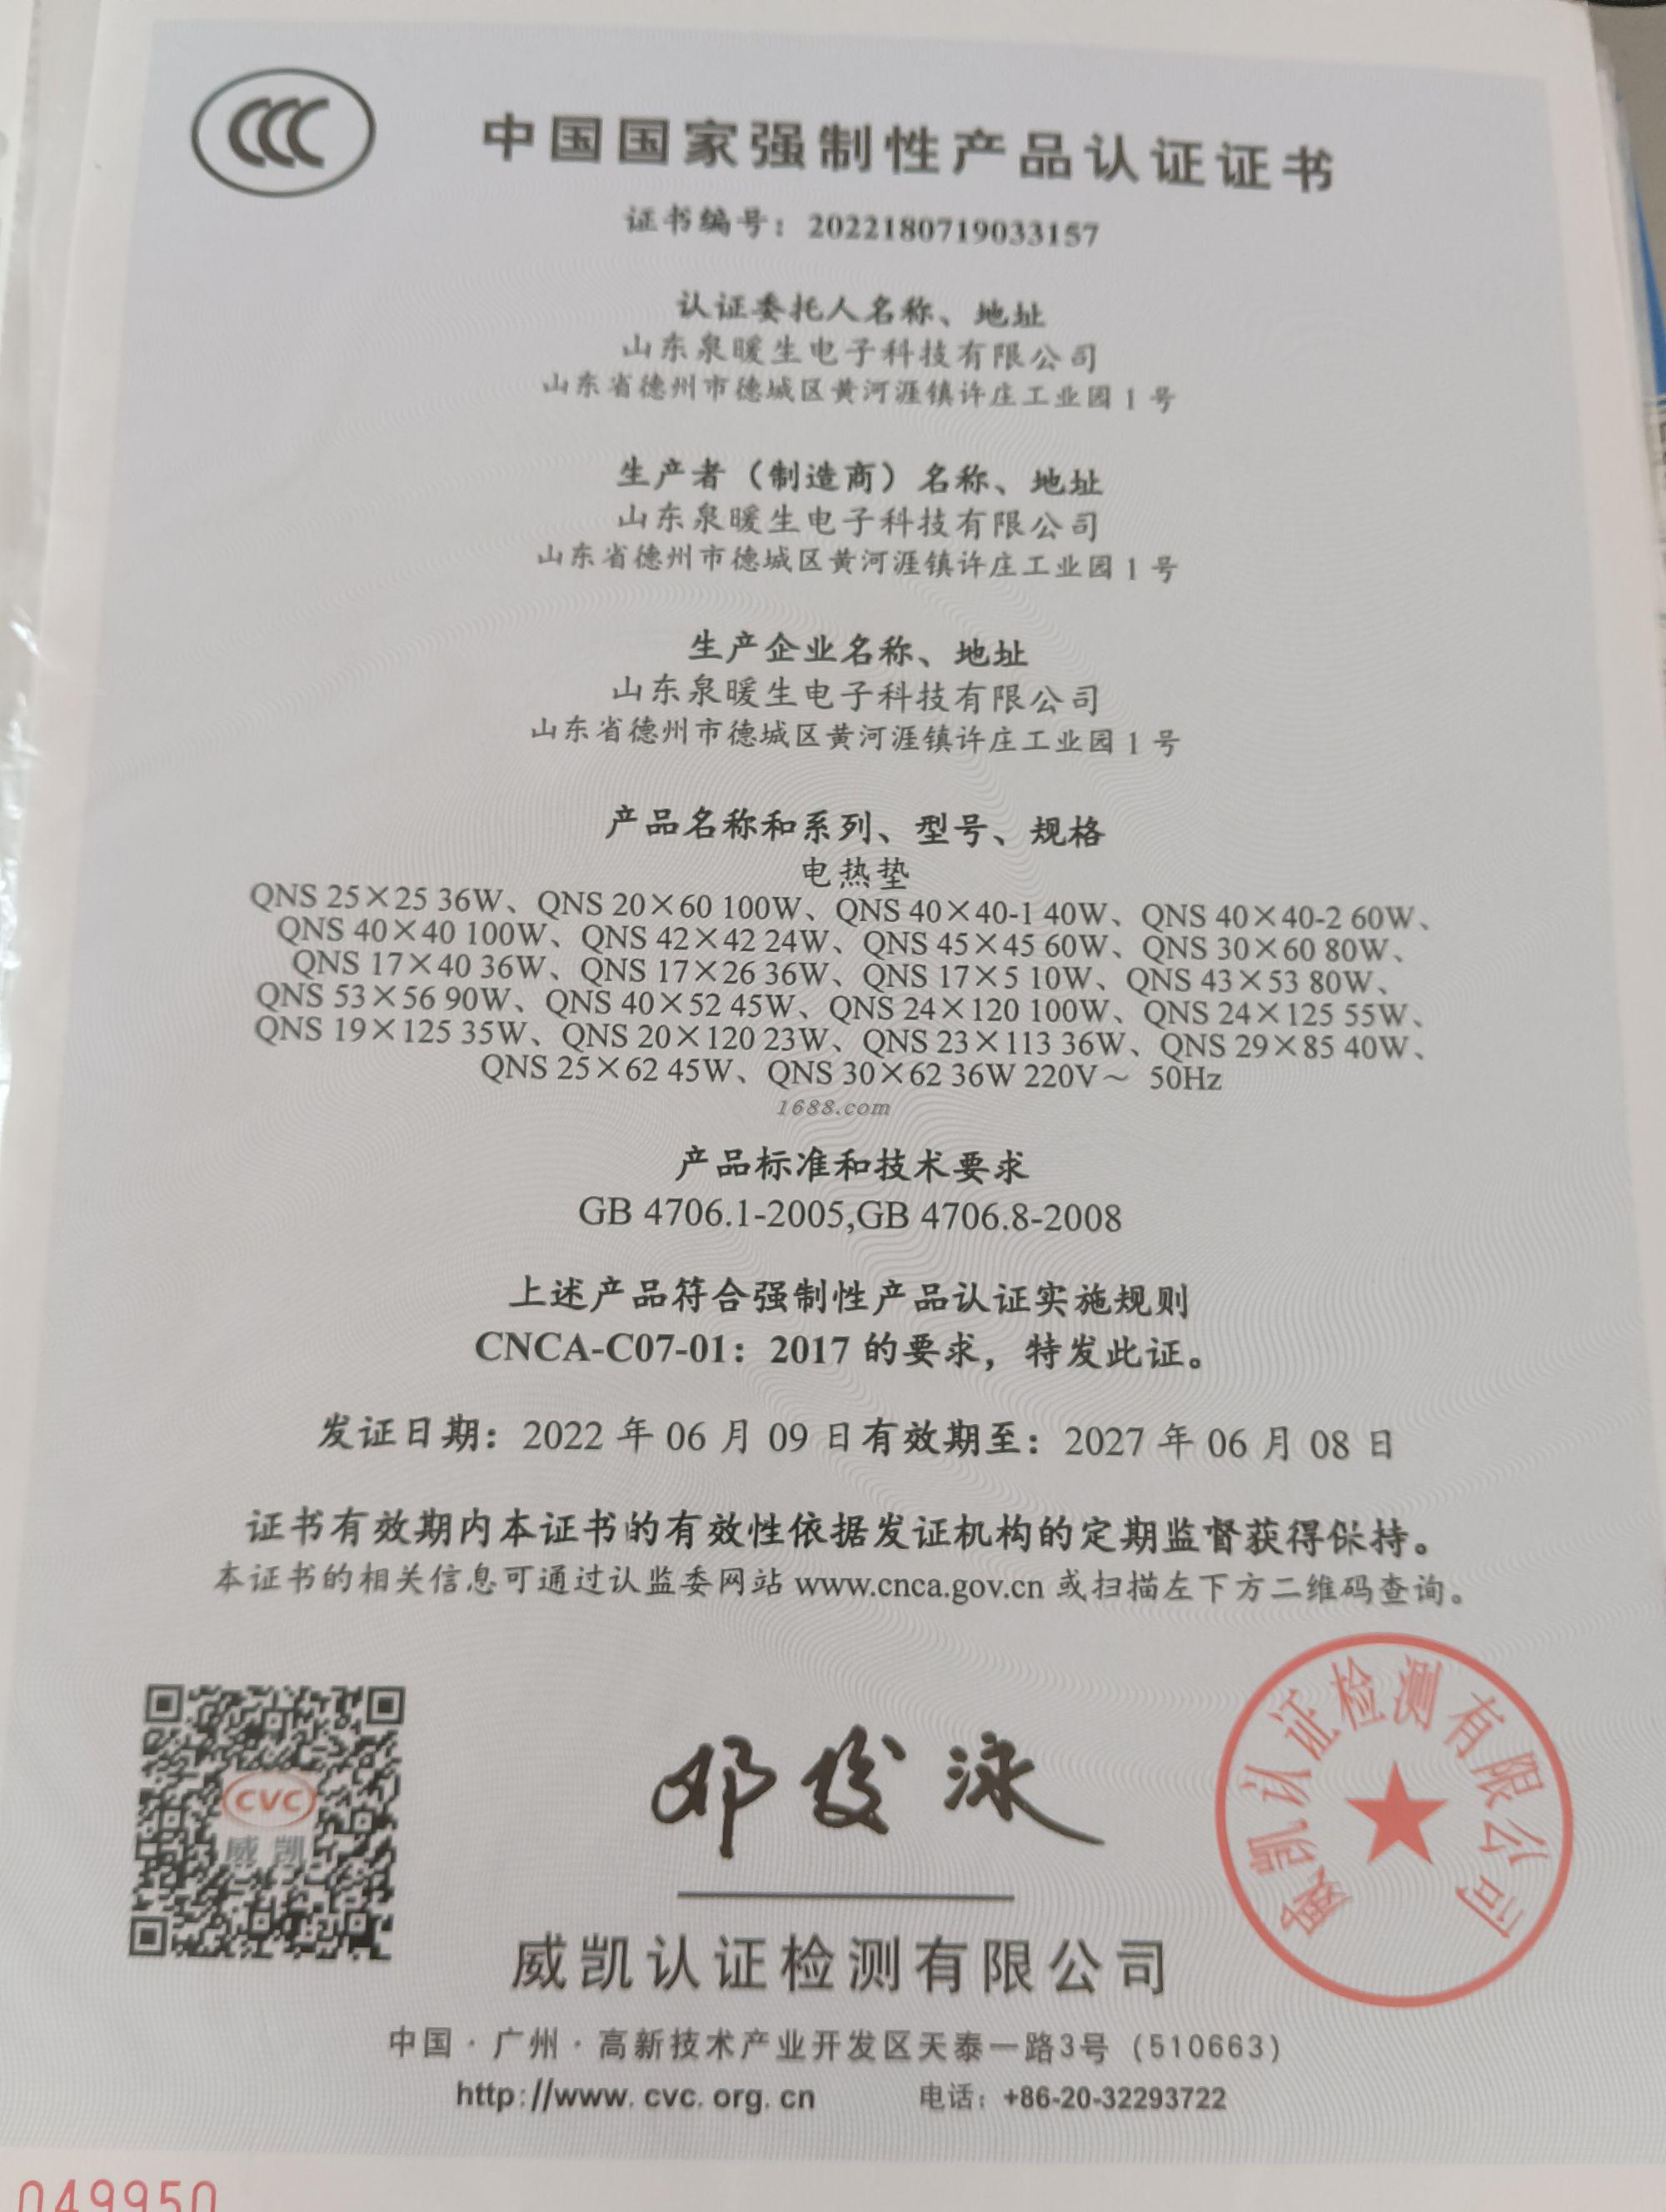 CCC
中国国家强制性产品认证证书
证书编号：2022180719033157
认证委托人名称、地址
山东泉暖生电子科技有限公司
山东省德州市德城区黄河涯镇许庄工业园1号
生产者（制造商）名称、地址
山东泉暖生电子科技有限公司
山东省德州市德城区黄河涯镇许庄工业园1号
生产企业名称、地址
山东泉暖生电子科技有限公司
山东省德州市德城区黄河涯镇许庄工业园1号
产品名称和系列、型号、规格
电热垫
QNS 25×25 36W、QNS 20×60 100W、QNS 40×40-1 40W、QNS 40×40-2 60W、
QNS 40×40 100W、QNS 42×42 24W、QNS 45×45 60W、QNS 30×60 80W、
QNS 17×40 36W、QNS 17×26 36W、QNS 17×5 10W、QNS 43×53 80W、
QNS 53×56 90W、QNS 40×52 45W、QNS 24×120 100W、QNS 24×125 55W、
QNS 19×125 35W、QNS 20×120 23W、QNS 23×113 36W、QNS 29×85 40W、
QNS 25×62 45W、QNS 30×62 36W 220V～ 50Hz
1688.com
产品标准和技术要求
GB 4706.1-2005,GB 4706.8-2008
上述产品符合强制性产品认证实施规则
CNCA-C07-01：2017 的要求，特发此证。
发证日期：2022 年 06 月 09 日有效期至：2027 年 06 月 08 日
证书有效期内本证书的有效性依据发证机构的定期监督获得保持。
本证书的相关信息可通过认监委网站 www.cnca.gov.cn 或扫描左下方二维码查询。
CVC
威凯
邓俊泳
威凯认证检测有限公司
威凯认证检测有限公司
中国·广州·高新技术产业开发区天泰一路3号（510663）
http://www.cvc.org.cn 电话：+86-20-32293722
049950